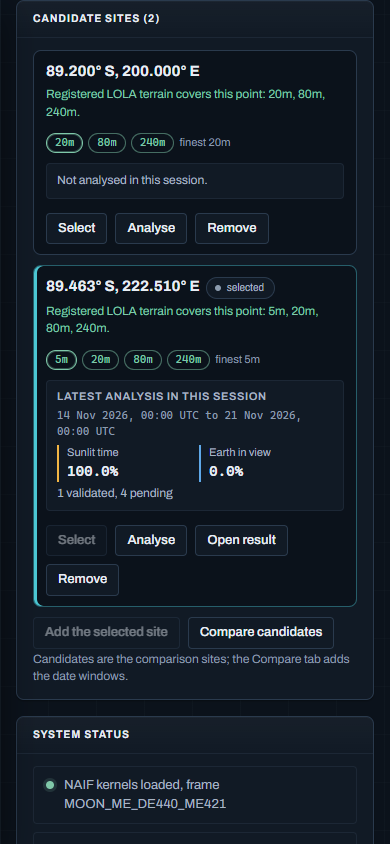 CANDIDATE SITES (2)
89.200° S, 200.000° E
Registered LOLA terrain covers this point: 20m, 80m,
240m.
20m 80m 240m finest 20m
Not analysed in this session.
Select Analyse Remove
89.463° S, 222.510° E selected
Registered LOLA terrain covers this point: 5m, 20m,
80m, 240m.
5m 20m 80m 240m finest 5m
LATEST ANALYSIS IN THIS SESSION
14 Nov 2026, 00:00 UTC to 21 Nov 2026,
00:00 UTC
Sunlit time Earth in view
100.0% 0.0%
1 validated, 4 pending
Select Analyse Open result
Remove
Add the selected site Compare candidates
Candidates are the comparison sites; the Compare tab adds
the date windows.
SYSTEM STATUS
NAIF kernels loaded, frame
MOON_ME_DE440_ME421